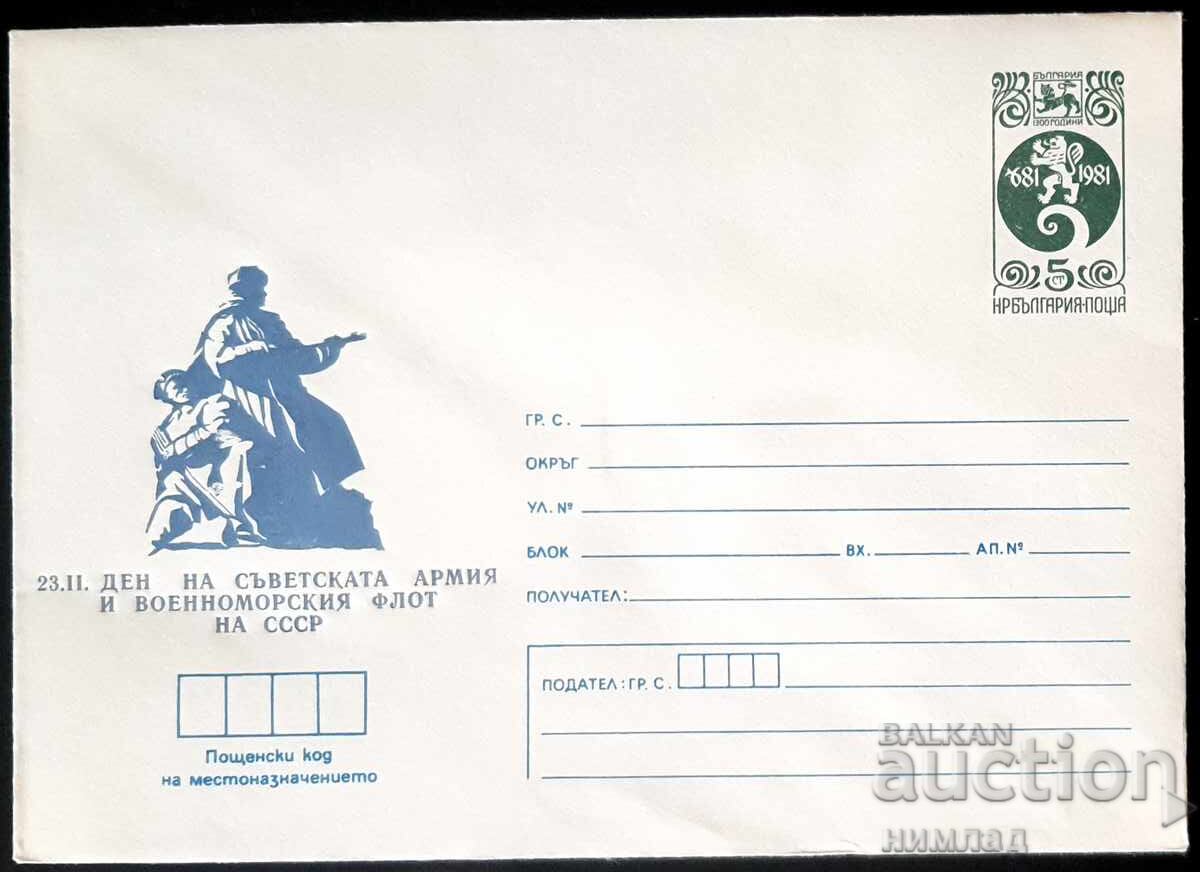 БЪЛГАРИЯ
1300 ГОДИНИ
681 1981
5
СТ
НРБЪЛГАРИЯ·ПОЩА
ГР. С.
ОКРЪГ
УЛ. №
БЛОК ВХ. АП. №
ПОЛУЧАТЕЛ:
23.II. ДЕН НА СЪВЕТСКАТА АРМИЯ
И ВОЕННОМОРСКИЯ ФЛОТ
НА СССР
ПОДАТЕЛ: ГР. С.
Пощенски код
на местоназначението
BALKAN
auction
НИМЛАД